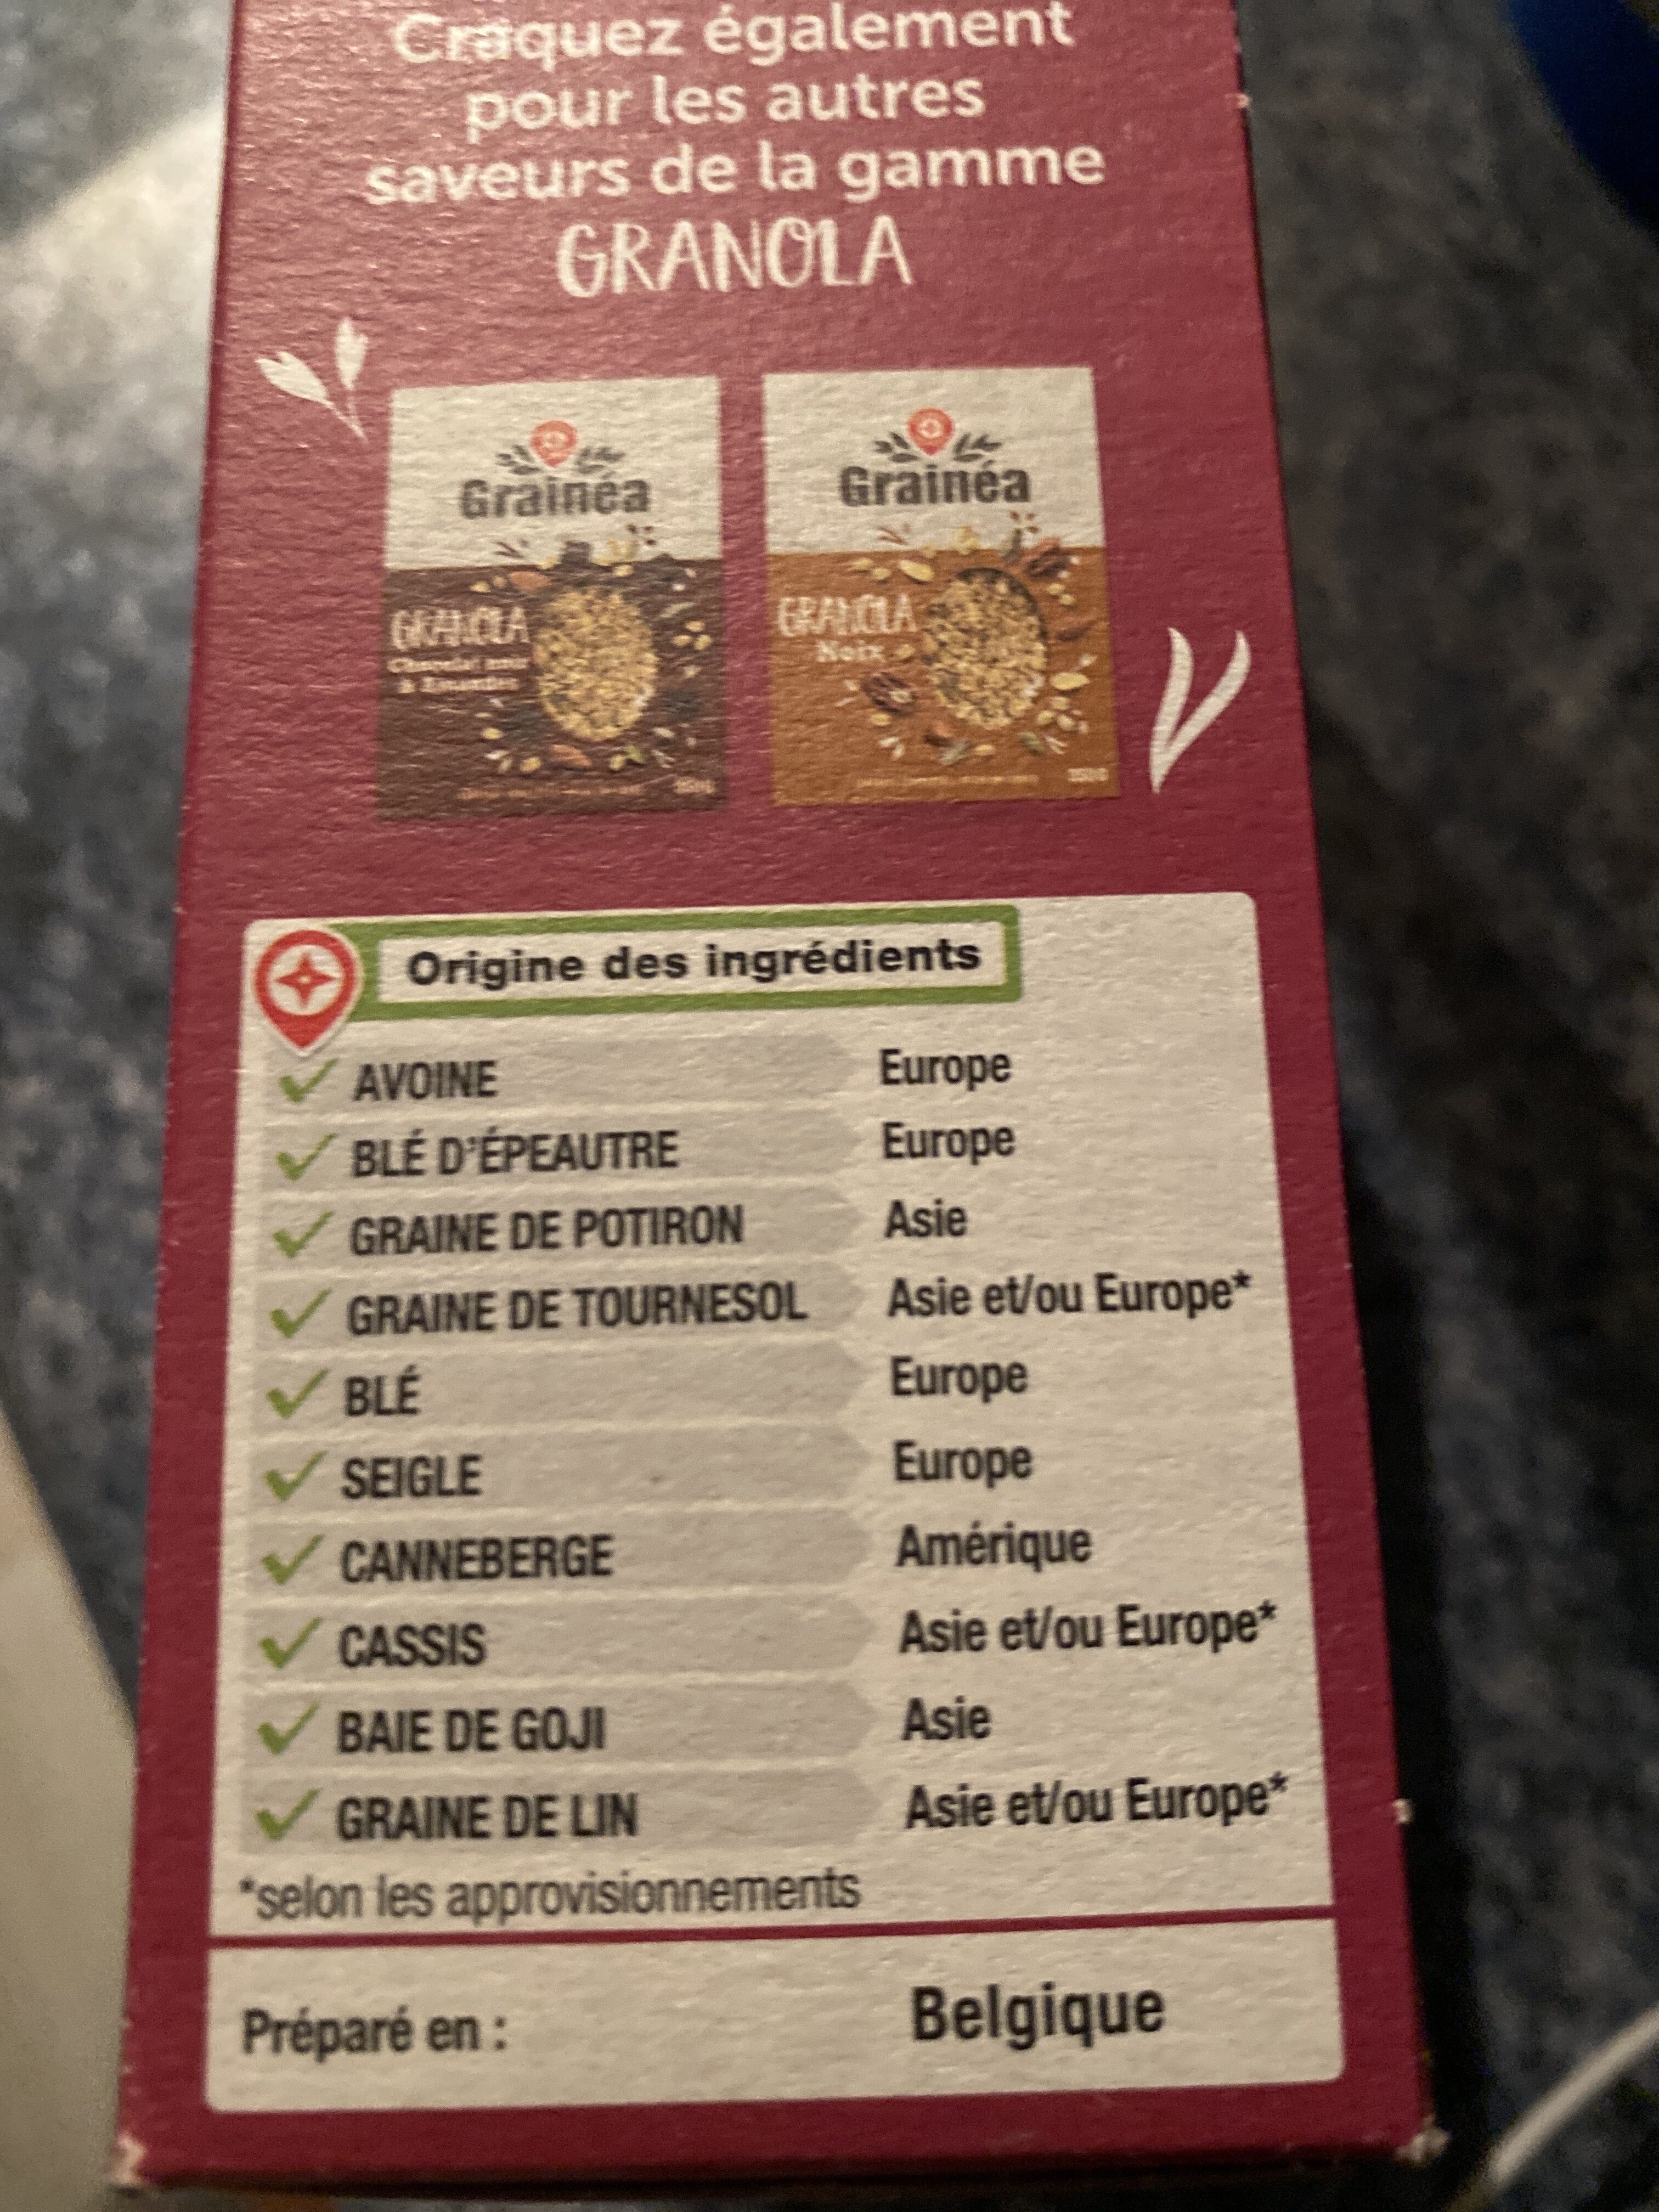 Craquez également
pour les autres
saveurs de la gamme
GRANOLA
Grainéa
GRANOLA
Chocolat noir
Grainéa
GRANOLA
Noix
350g
Origine des ingrédients
AVOINE Europe
BLÉ D'ÉPEAUTRE Europe
GRAINE DE POTIRON Asie
GRAINE DE TOURNESOL Asie et/ou Europe*
BLÉ Europe
SEIGLE Europe
CANNEBERGE Amérique
CASSIS Asie et/ou Europe*
BAIE DE GOJI Asie
GRAINE DE LIN Asie et/ou Europe*
*selon les approvisionnements
Préparé en : Belgique